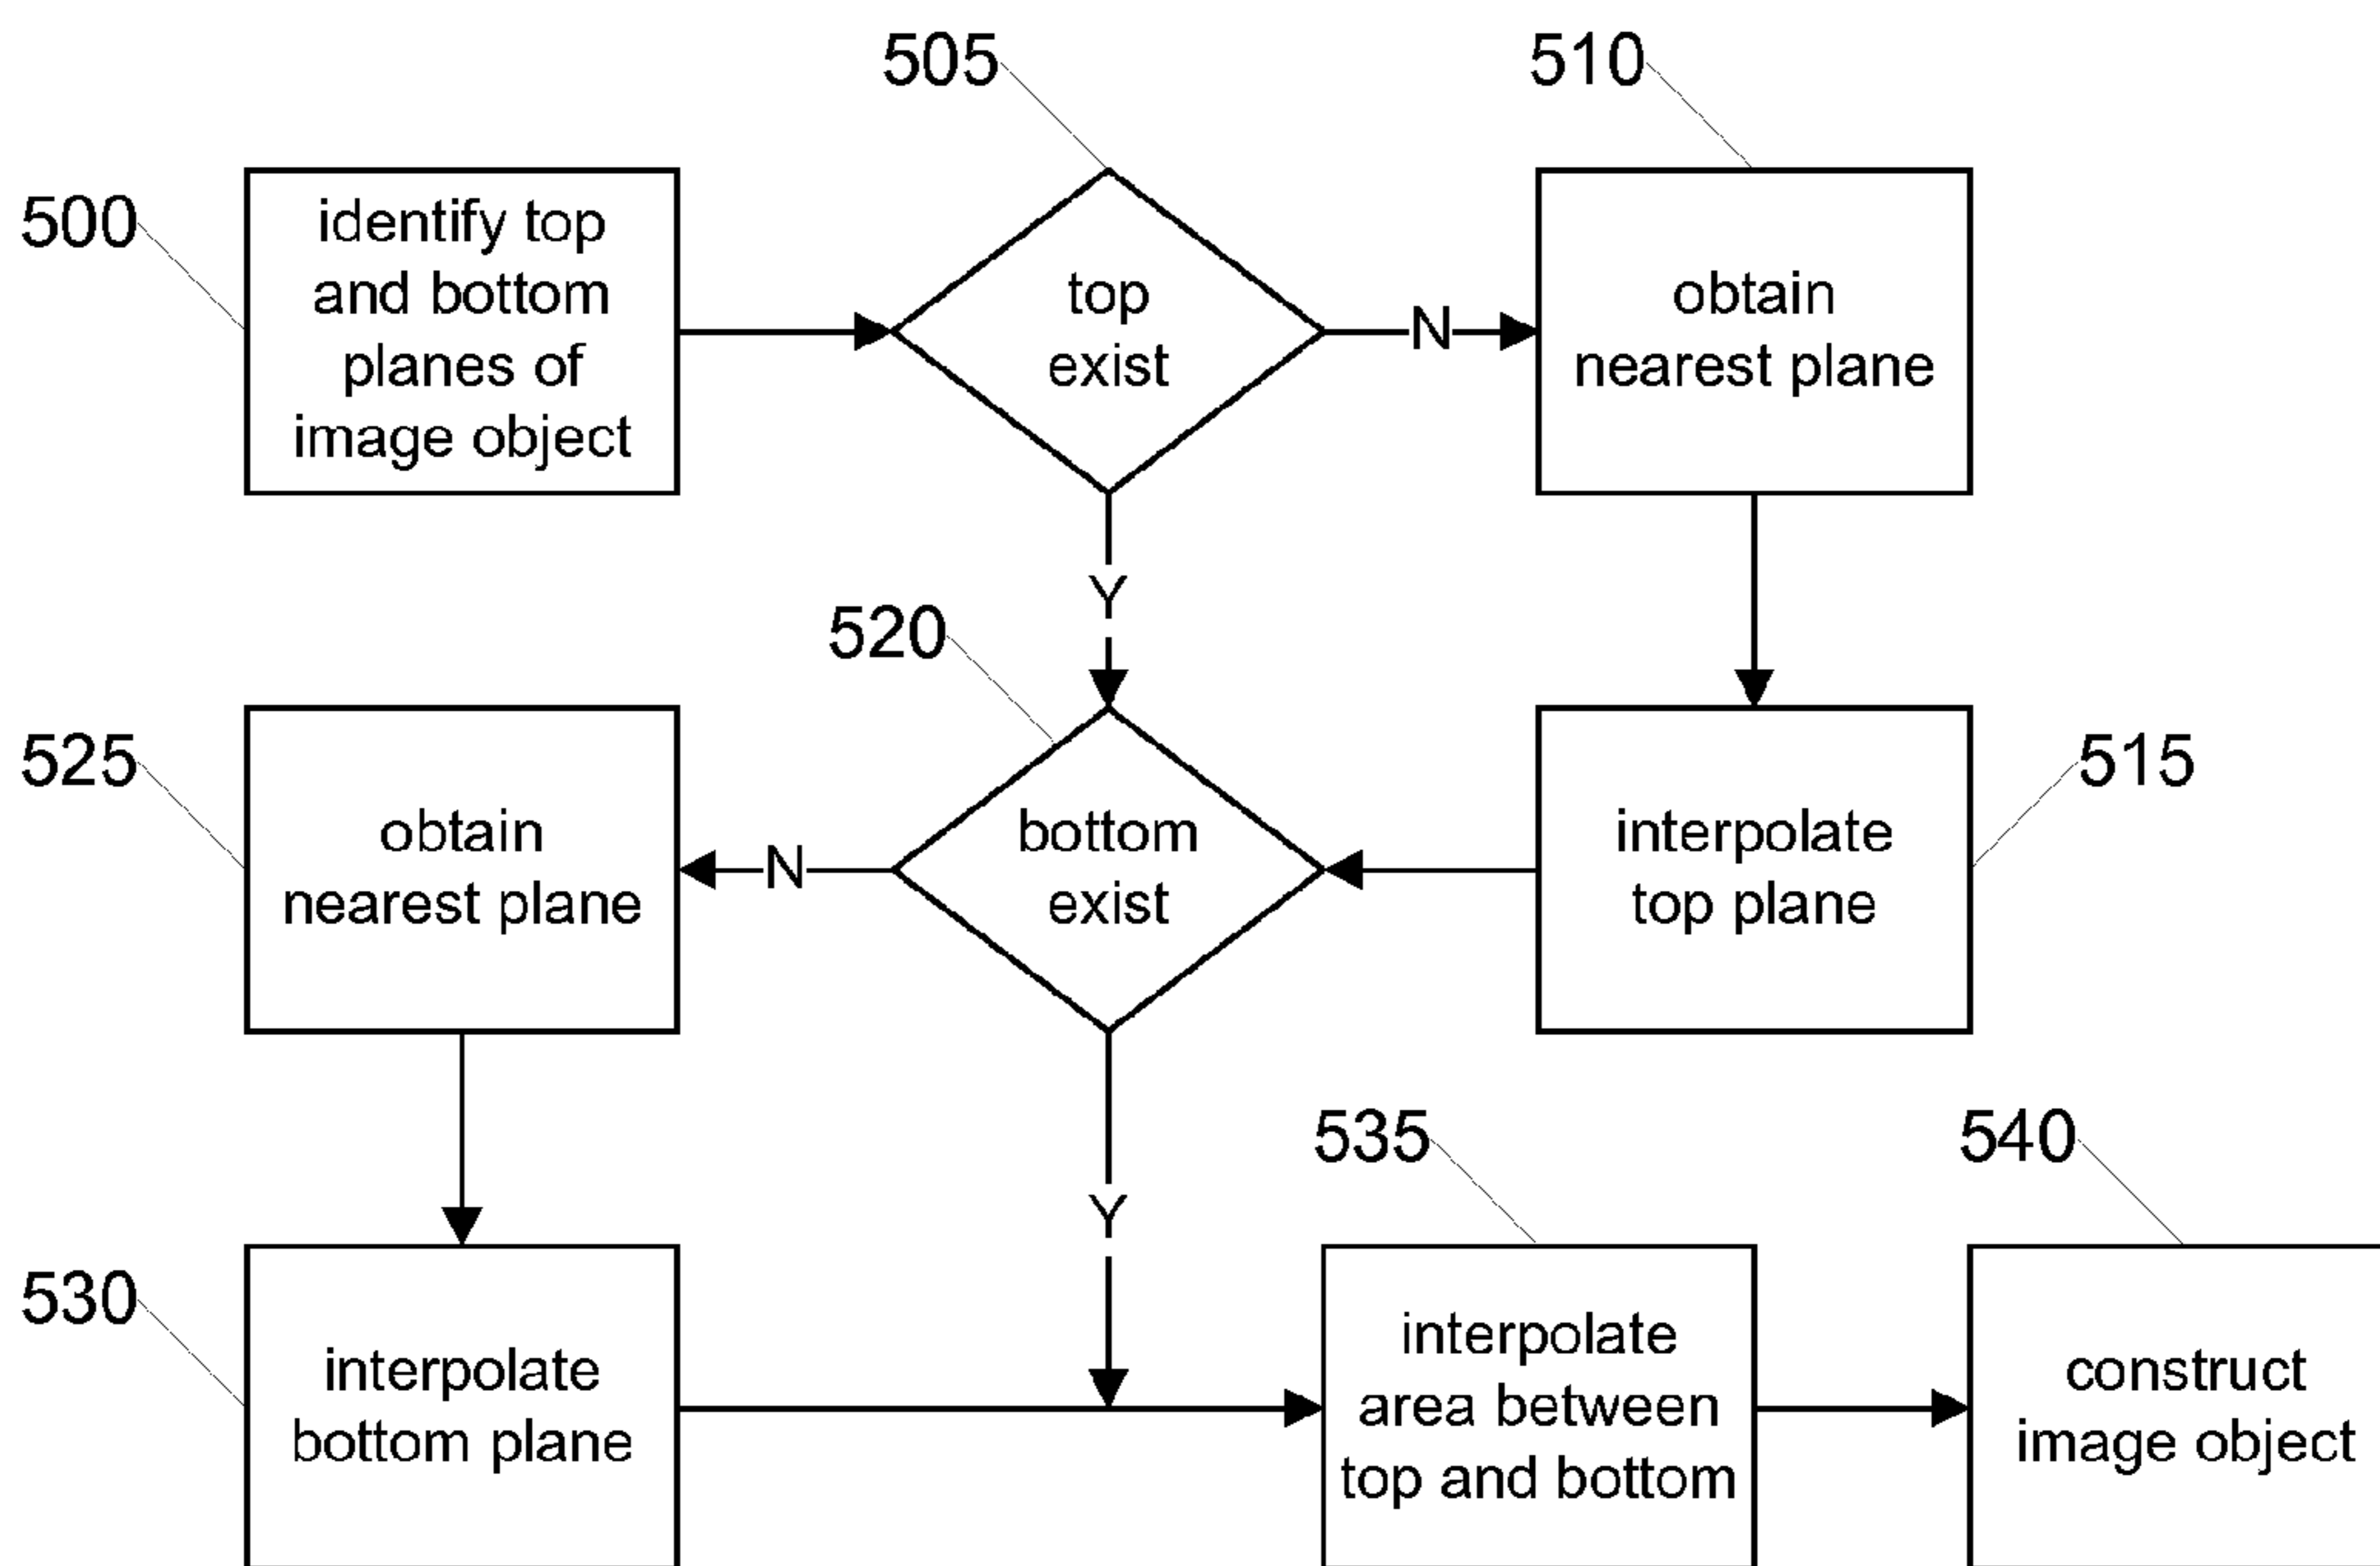 505
510
500
identify top
and bottom
planes of
image object
top
exist
N
obtain
nearest plane
Y
520
525
obtain
nearest plane
N
bottom
exist
interpolate
top plane
515
Y
535
540
530
interpolate
bottom plane
interpolate
area between
top and bottom
construct
image object